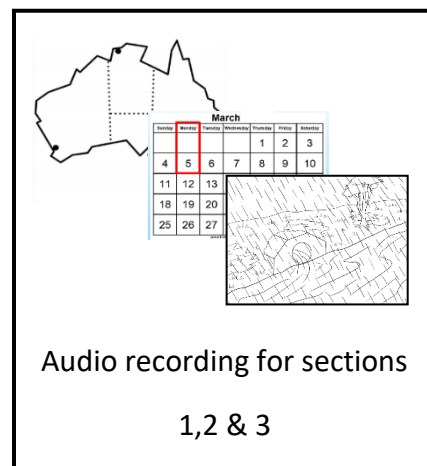 March
Sunday Monday Tuesday Wednesday Thursday Friday Saturday
1 2 3
4 5 6 7 8 9 10
11 12 13
18 19 20
25 26 27
Audio recording for sections
1,2 & 3